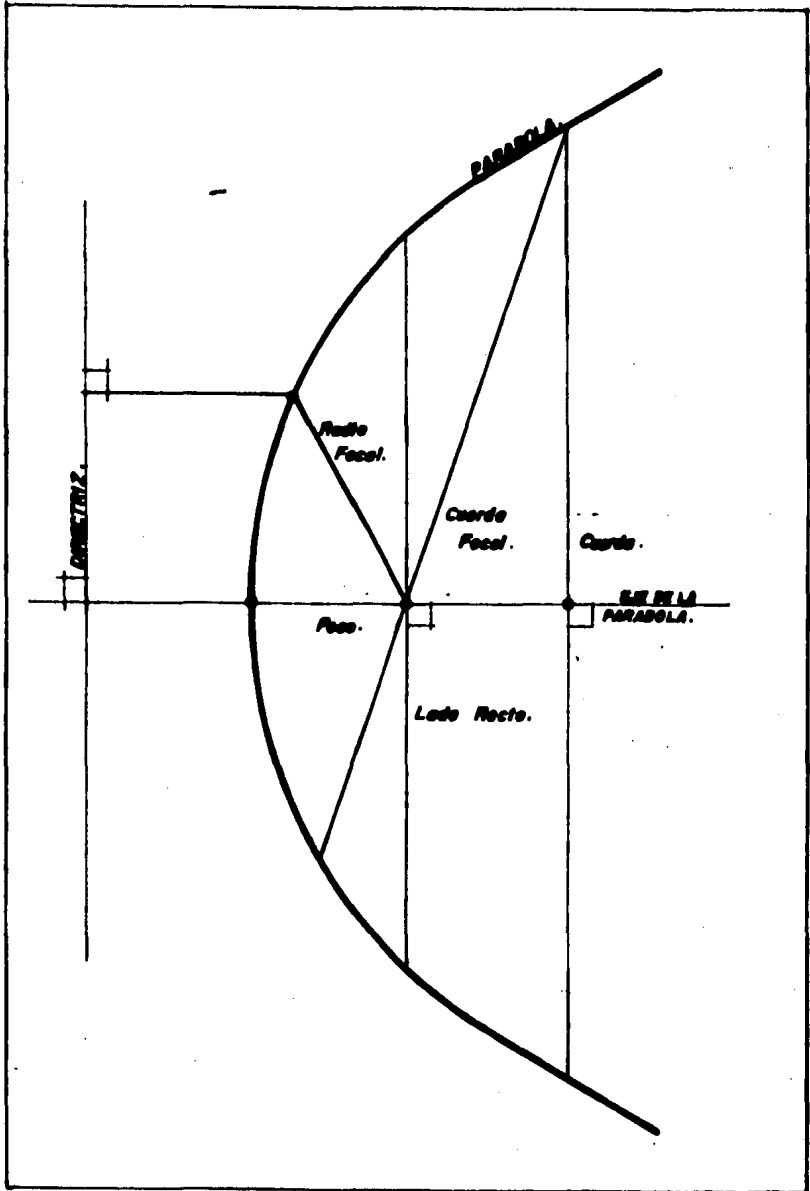 PARABOLA.
Radio
Focal.
DIRECTRIZ.
Cuerda
Focal.
Cuerda.
EJE DE LA
PARABOLA.
Foco.
Lado Recto.